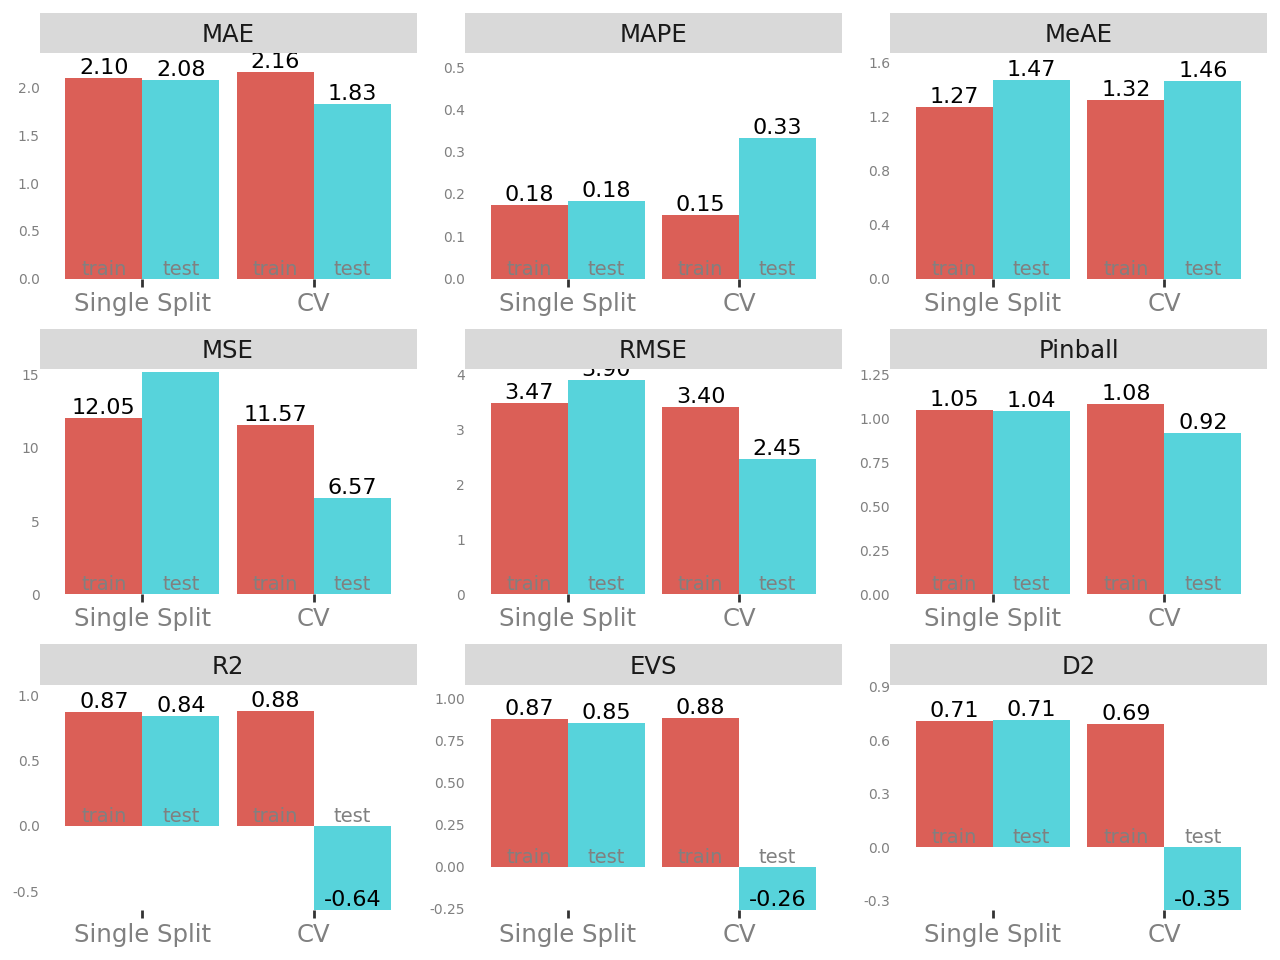 MAE
2.10 2.08 2.16 1.83
2.0
1.5
1.0
0.5
0.0
train test train test
Single Split CV
MAPE
0.5
0.4
0.3
0.2
0.1
0.0
0.18 0.18 0.15 0.33
train test train test
Single Split CV
MeAE
1.6
1.2
0.8
0.4
0.0
1.27 1.47 1.32 1.46
train test train test
Single Split CV
MSE
15
10
5
0
12.05 11.57 6.57
train test train test
Single Split CV
RMSE
4
3
2
1
0
3.47 3.90 3.40 2.45
train test train test
Single Split CV
Pinball
1.25
1.00
0.75
0.50
0.25
0.00
1.05 1.04 1.08 0.92
train test train test
Single Split CV
R2
1.0
0.5
0.0
-0.5
0.87 0.84 0.88 -0.64
train test train test
Single Split CV
EVS
1.00
0.75
0.50
0.25
0.00
-0.25
0.87 0.85 0.88 -0.26
train test train test
Single Split CV
D2
0.9
0.6
0.3
0.0
-0.3
0.71 0.71 0.69 -0.35
train test train test
Single Split CV